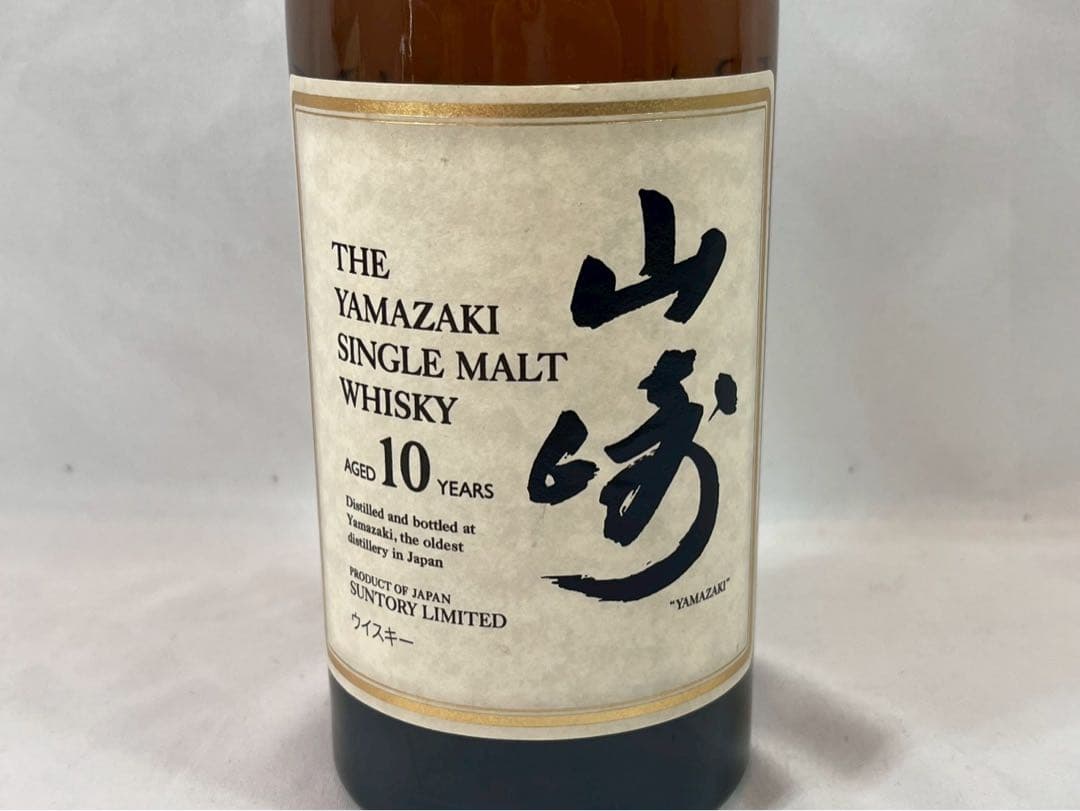 THE
YAMAZAKI
SINGLE MALT
WHISKY
AGED 10 YEARS
Distilled and bottled at
Yamazaki, the oldest
distillery in Japan
PRODUCT OF JAPAN
SUNTORY LIMITED
ウイスキー
山崎
"YAMAZAKI"